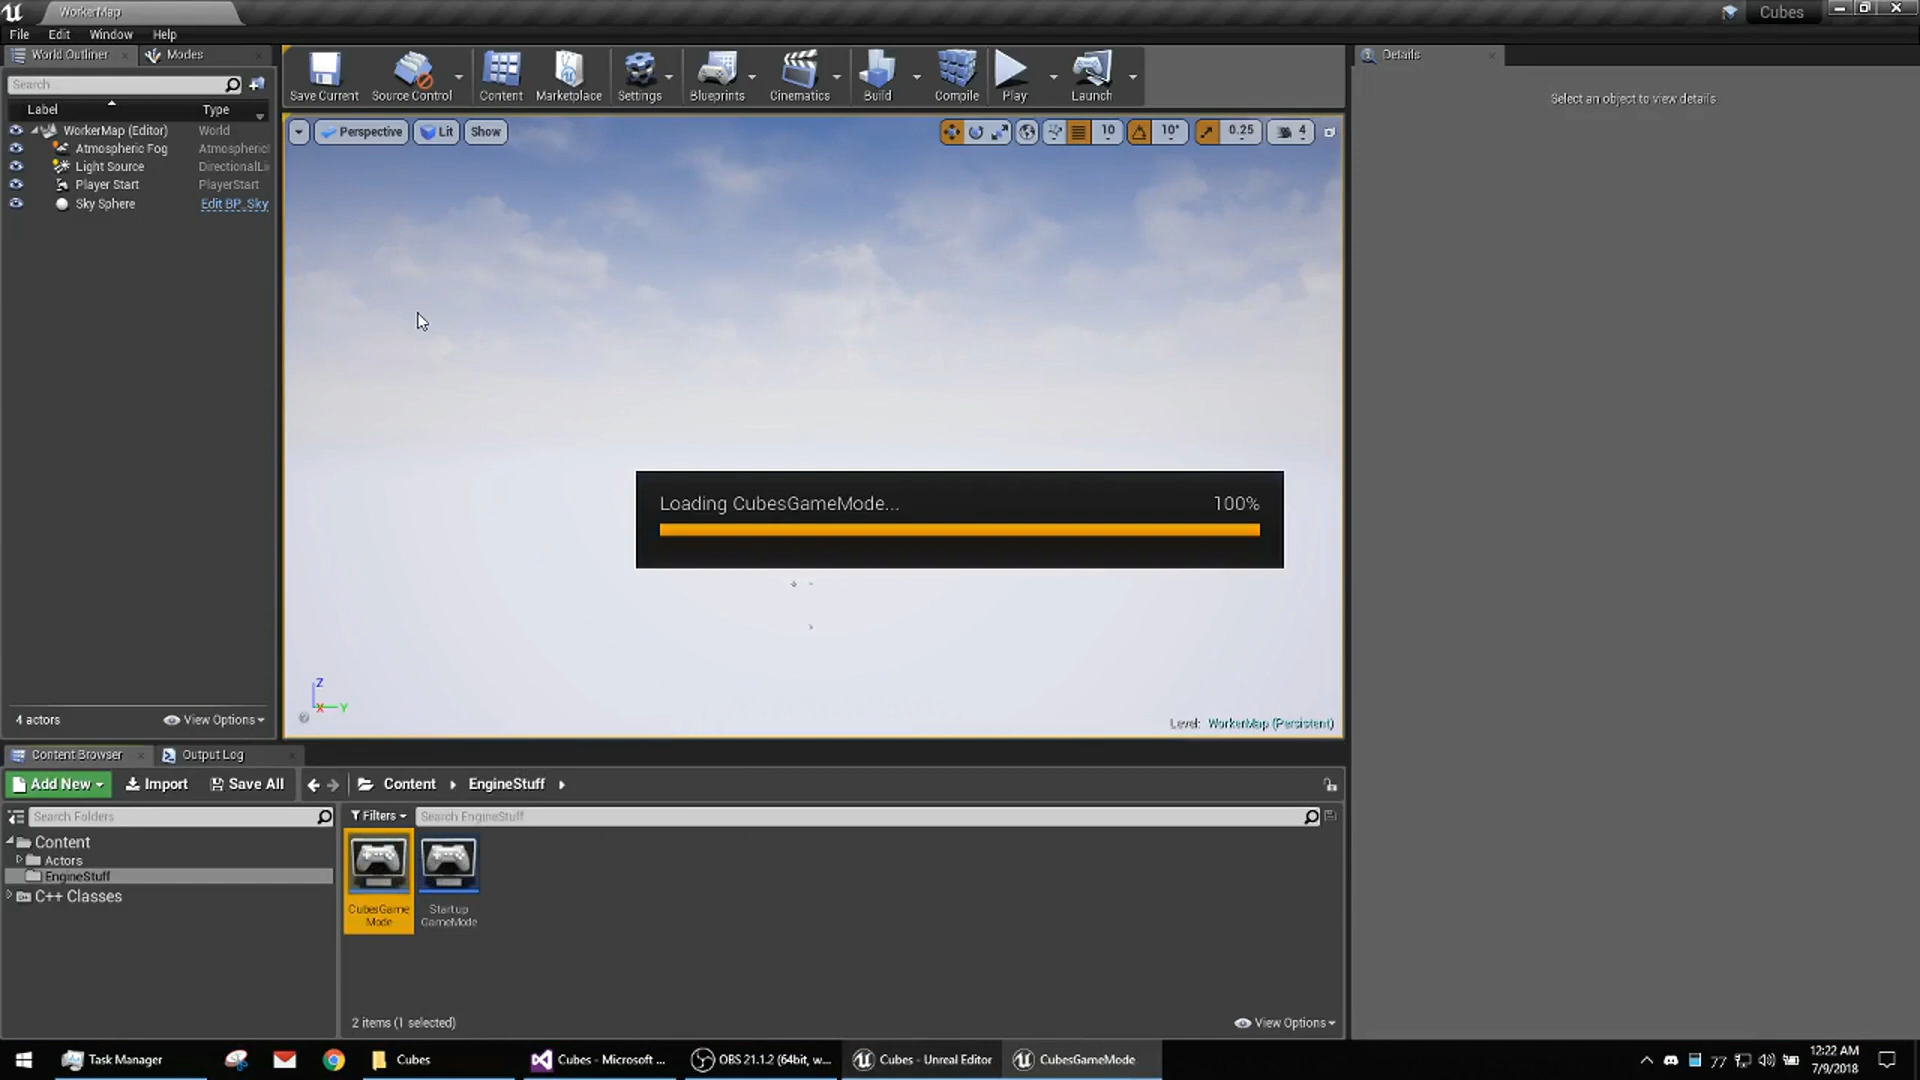 WorkerMap
Cubes
File Edit Window Help
World Outliner
Modes
Search...
Label Type
WorkerMap (Editor) World
Atmospheric Fog Atmospheric
Light Source DirectionalLi
Player Start PlayerStart
Sky Sphere Edit BP_Sky
4 actors View Options
Save Current Source Control Content Marketplace Settings Blueprints Cinematics Build Compile Play Launch
Perspective Lit Show
10 10° 0.25 4
Loading CubesGameMode... 100%
Z
X Y
Level: WorkerMap (Persistent)
Details
Select an object to view details
Content Browser
Output Log
Add New Import Save All Content EngineStuff
Search Folders
Filters Search EngineStuff
Content
Actors
EngineStuff
C++ Classes
CubesGame
Mode
Startup
GameMode
2 items (1 selected) View Options
Task Manager Cubes Cubes - Microsoft ... OBS 21.1.2 (64bit, w... Cubes - Unreal Editor CubesGameMode
77
12:22 AM
7/9/2018